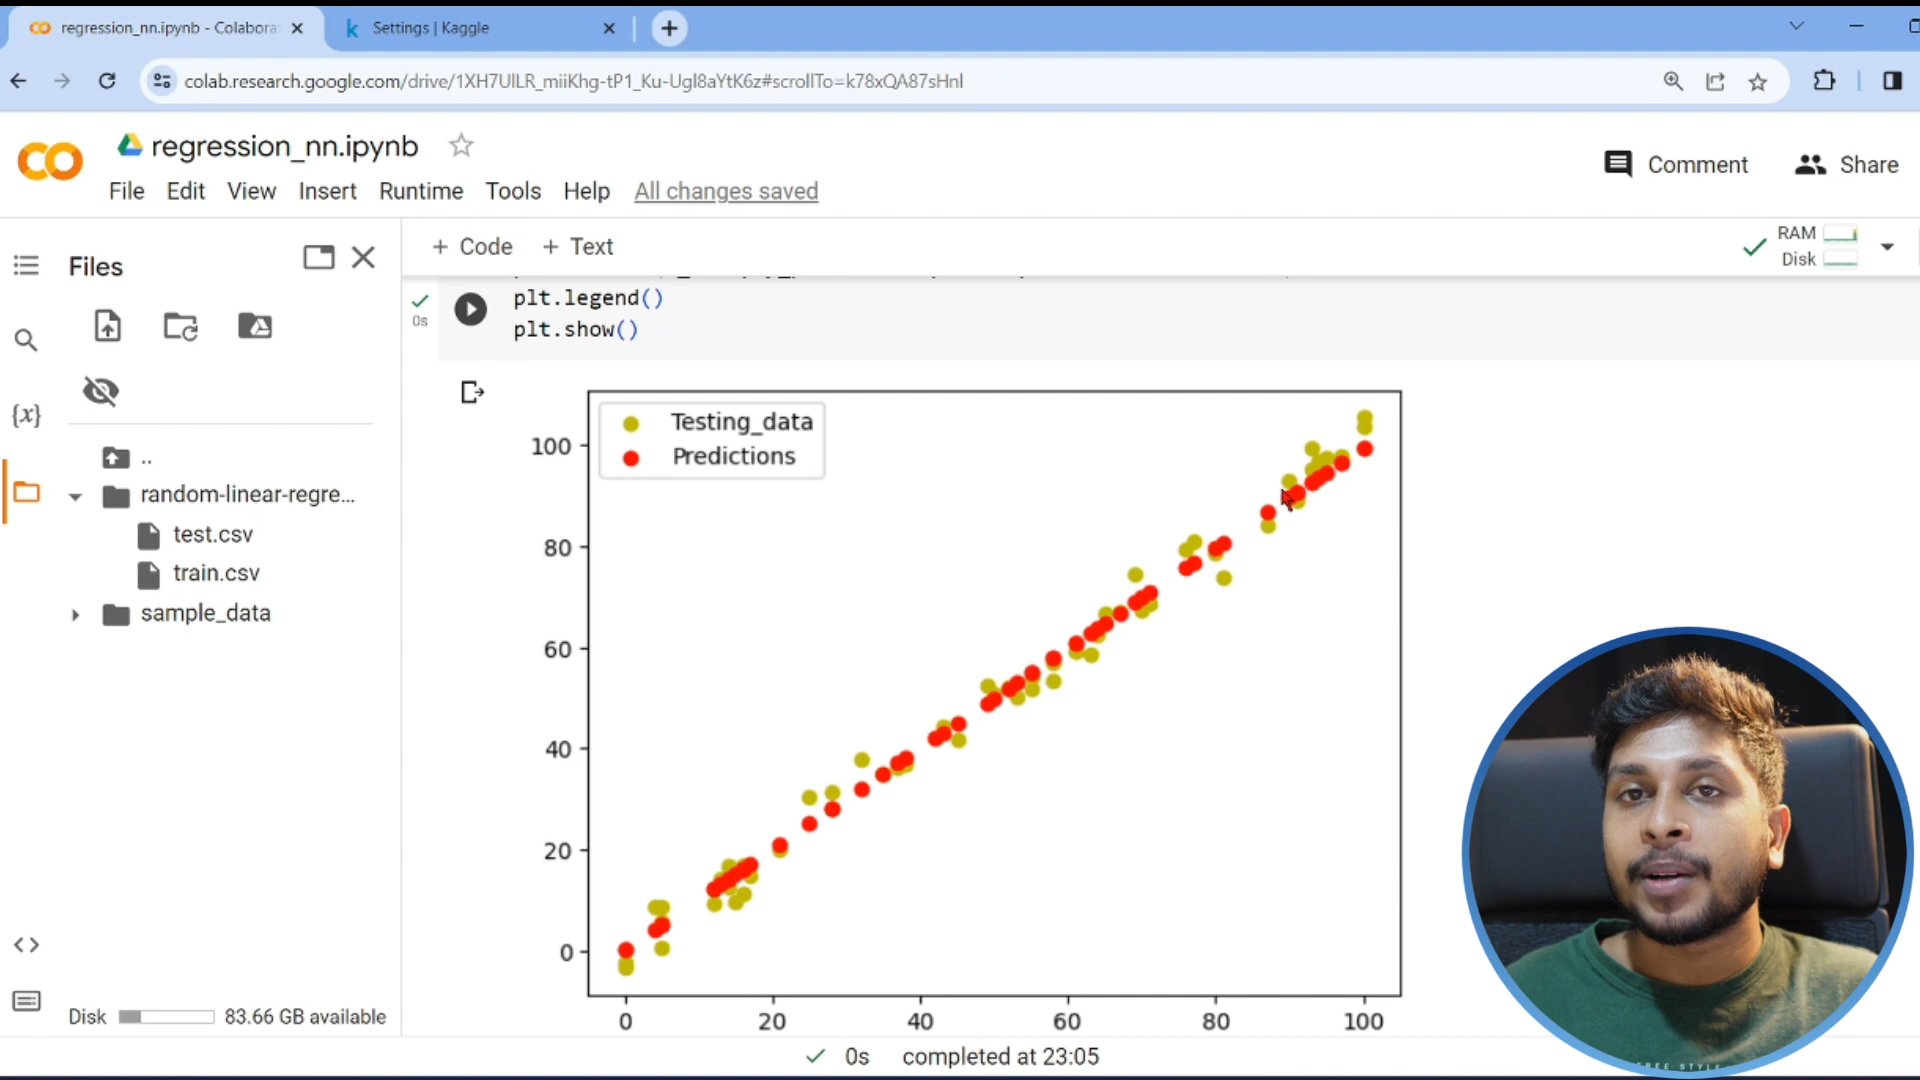 regression_nn.ipynb - Colabora
Settings | Kaggle
colab.research.google.com/drive/1XH7UlLR_miiKhg-tP1_Ku-Ugl8aYtK6z#scrollTo=k78xQA87sHnl
regression_nn.ipynb
Comment
Share
File Edit View Insert Runtime Tools Help All changes saved
Files
+ Code + Text
RAM
Disk
{x}
..
random-linear-regre...
test.csv
train.csv
sample_data
Disk
83.66 GB available
0s
plt.legend()
plt.show()
Testing_data
Predictions
100
80
60
40
20
0
0 20 40 60 80 100
0s completed at 23:05